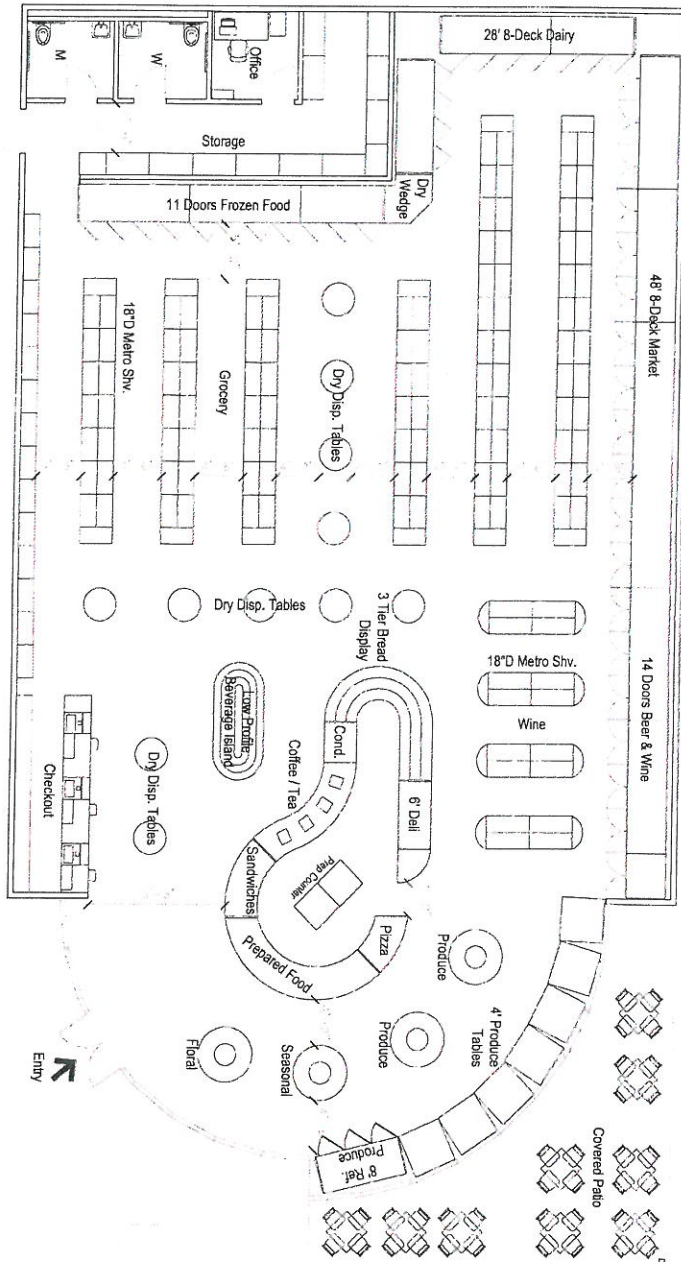 28' 8-Deck Dairy
Office
M
W
Storage
11 Doors Frozen Food
Dry
Wedge
48' 8-Deck Market
18"D Metro Shv.
Grocery
Dry Disp. Tables
Dry Disp. Tables
3 Tier Bread
Display
18"D Metro Shv.
Wine
14 Doors Beer & Wine
Low Profile
Beverage Island
Cond.
Coffee / Tea
6' Deli
Dry Disp. Tables
Checkout
Sandwiches
Prep Counter
Prepared Food
Pizza
Produce
Produce
4' Produce
Tables
Floral
Seasonal
8' Ref.
Produce
Entry
Covered Patio